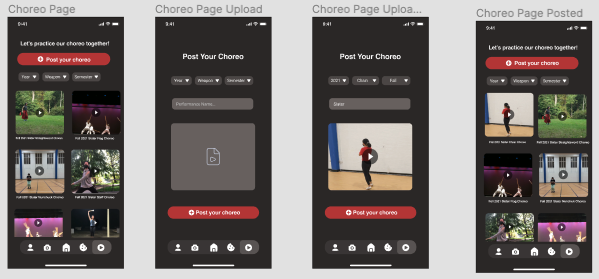 Choreo Page
9:41
Let's practice our choreo together!
Post your choreo
Year
Weapon
Semester
Fall 2021 Sister Straightsword Choreo
Fall 2021 Sister Fan Choreo
Fall 2021 Sister Nunchuck Choreo
Fall 2021 Sister Staff Choreo
Choreo Page Upload
9:41
Post Your Choreo
Year
Weapon
Semester
Performance Name...
Post your choreo
Choreo Page Uploa...
9:41
Post Your Choreo
2021
Chain
Fall
Sister
Post your choreo
Choreo Page Posted
9:41
Let's practice our choreo together!
Post your choreo
Year
Weapon
Semester
Fall 2021 Sister Chain Choreo
Fall 2021 Sister Straightsword Choreo
Fall 2021 Sister Fan Choreo
Fall 2021 Sister Nunchuck Choreo